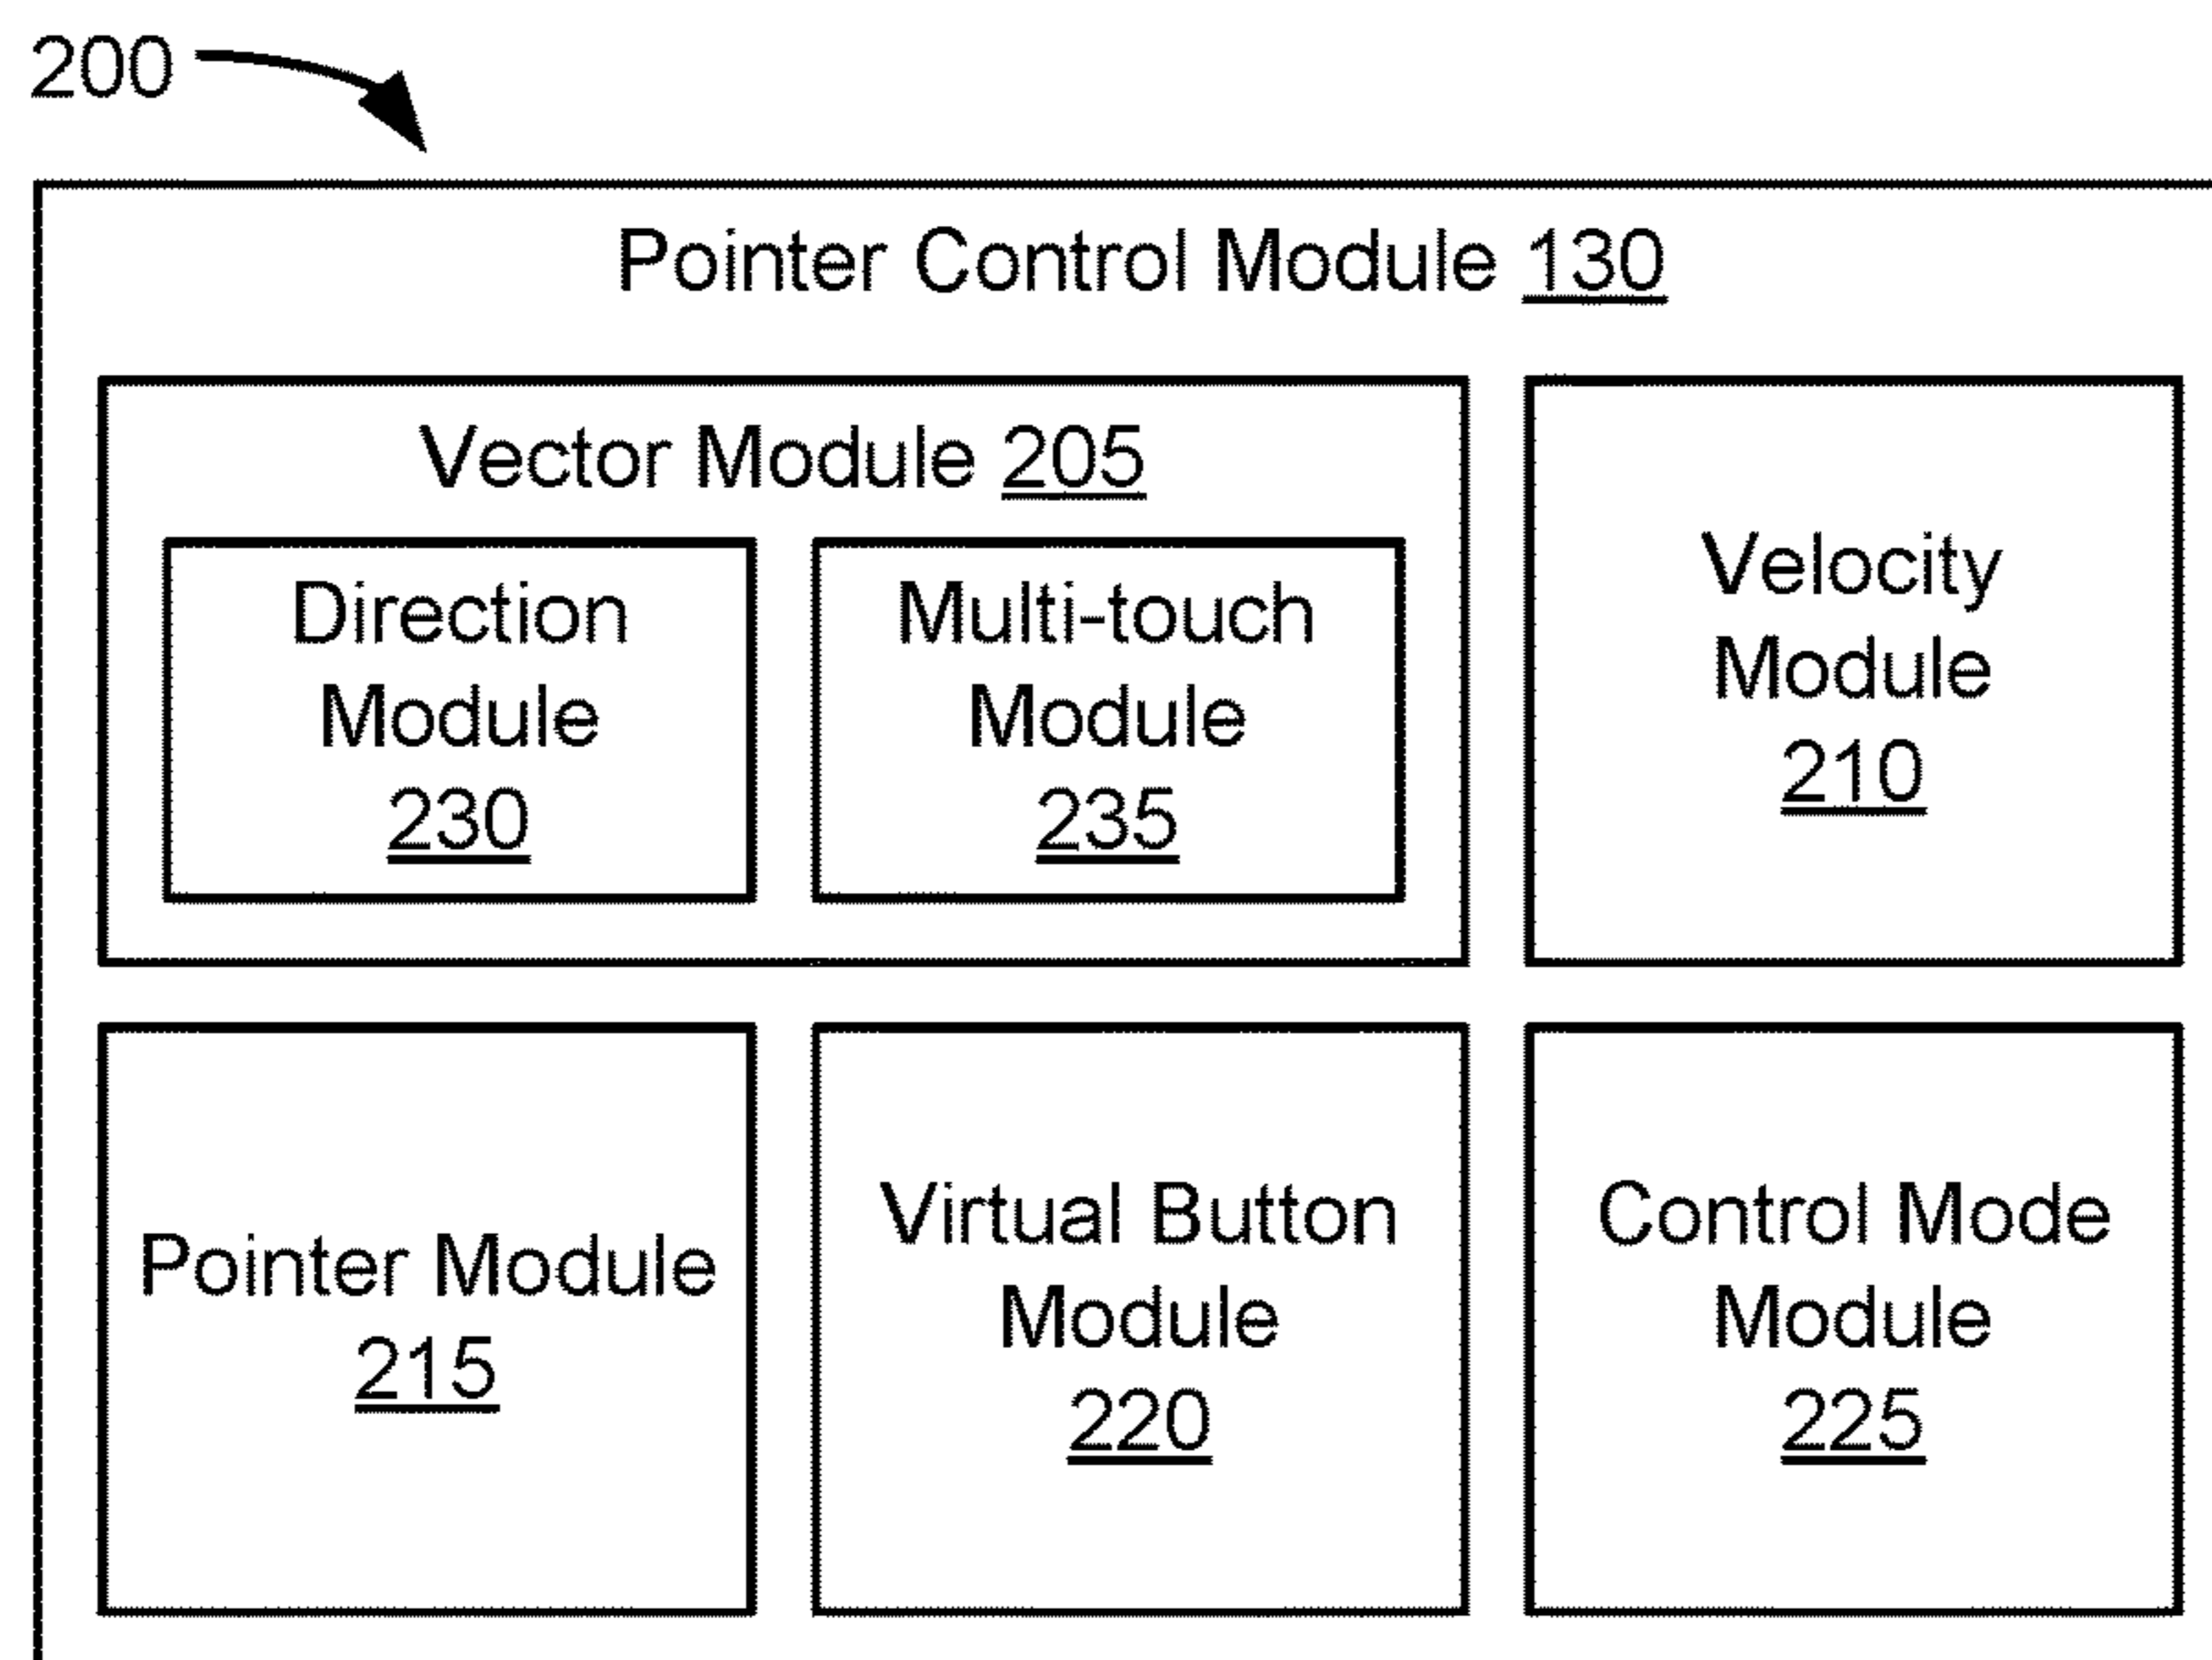 200
Pointer Control Module 130
Vector Module 205
Direction
Module
230
Multi-touch
Module
235
Velocity
Module
210
Pointer Module
215
Virtual Button
Module
220
Control Mode
Module
225